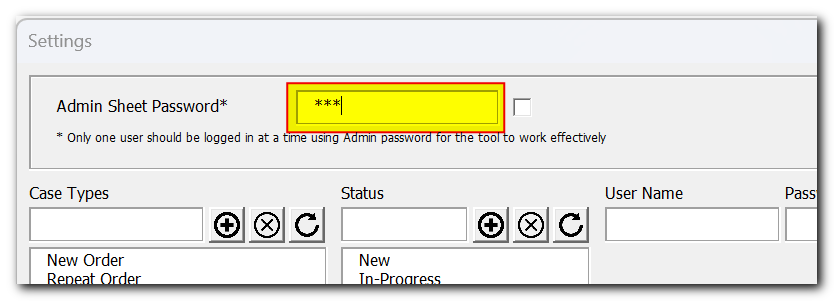 Settings
Admin Sheet Password* ***
* Only one user should be logged in at a time using Admin password for the tool to work effectively
Case Types Status User Name Passw
New Order New
Repeat Order In-Progress